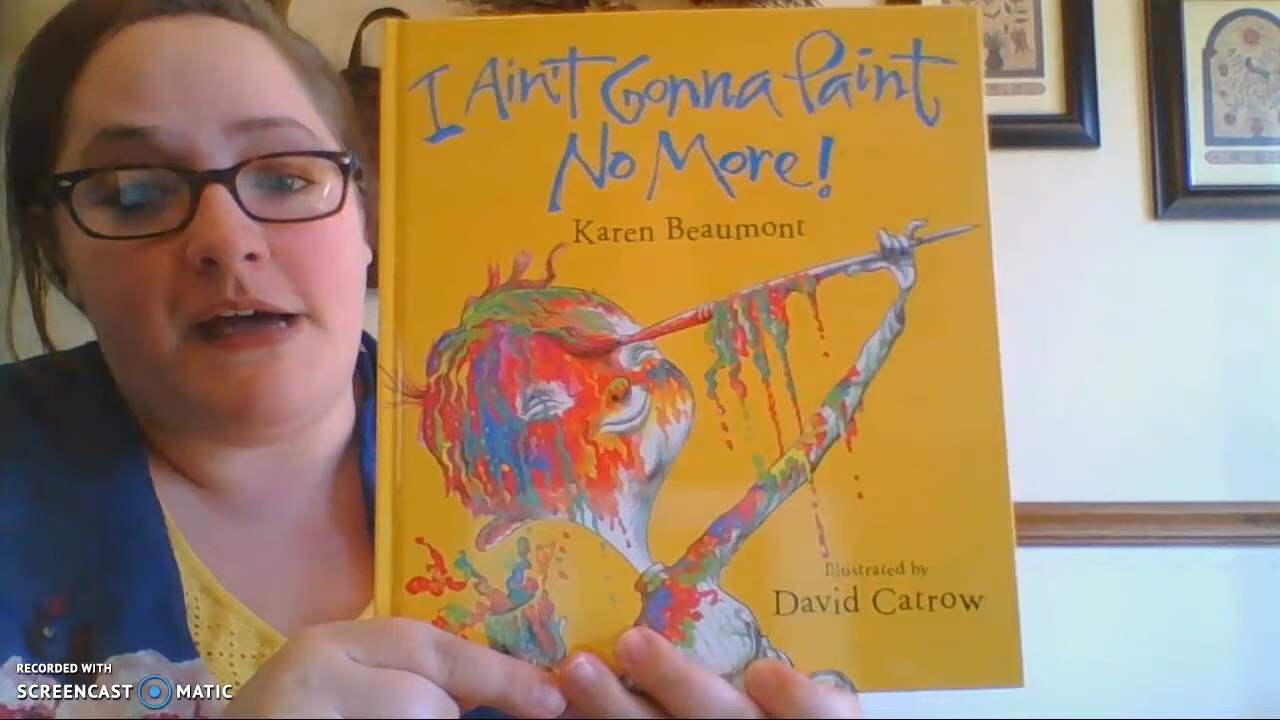 I Ain't Gonna Paint
No More!
Karen Beaumont
Illustrated by
David Catrow
RECORDED WITH
SCREENCAST MATIC